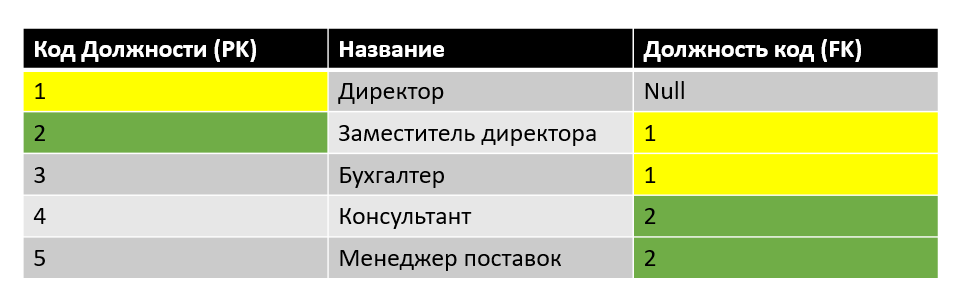 Код Должности (PK) Название Должность код (FK)
1 Директор Null
2 Заместитель директора 1
3 Бухгалтер 1
4 Консультант 2
5 Менеджер поставок 2